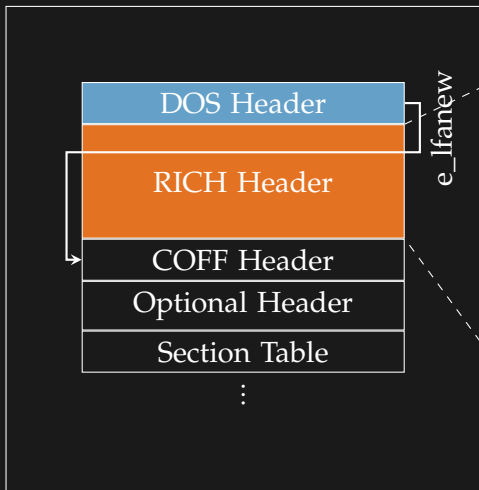 DOS Header
e_lfanew
RICH Header
COFF Header
Optional Header
Section Table
⋮